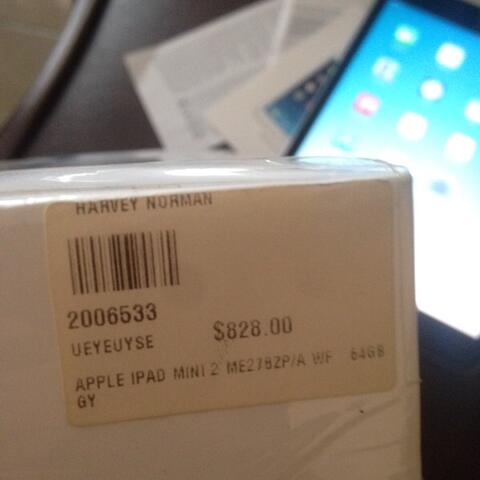 HARVEY NORMAN
2006533
$828.00
UEYEUYSE
APPLE IPAD MINI 2 ME278ZP/A WF 64GB
GY